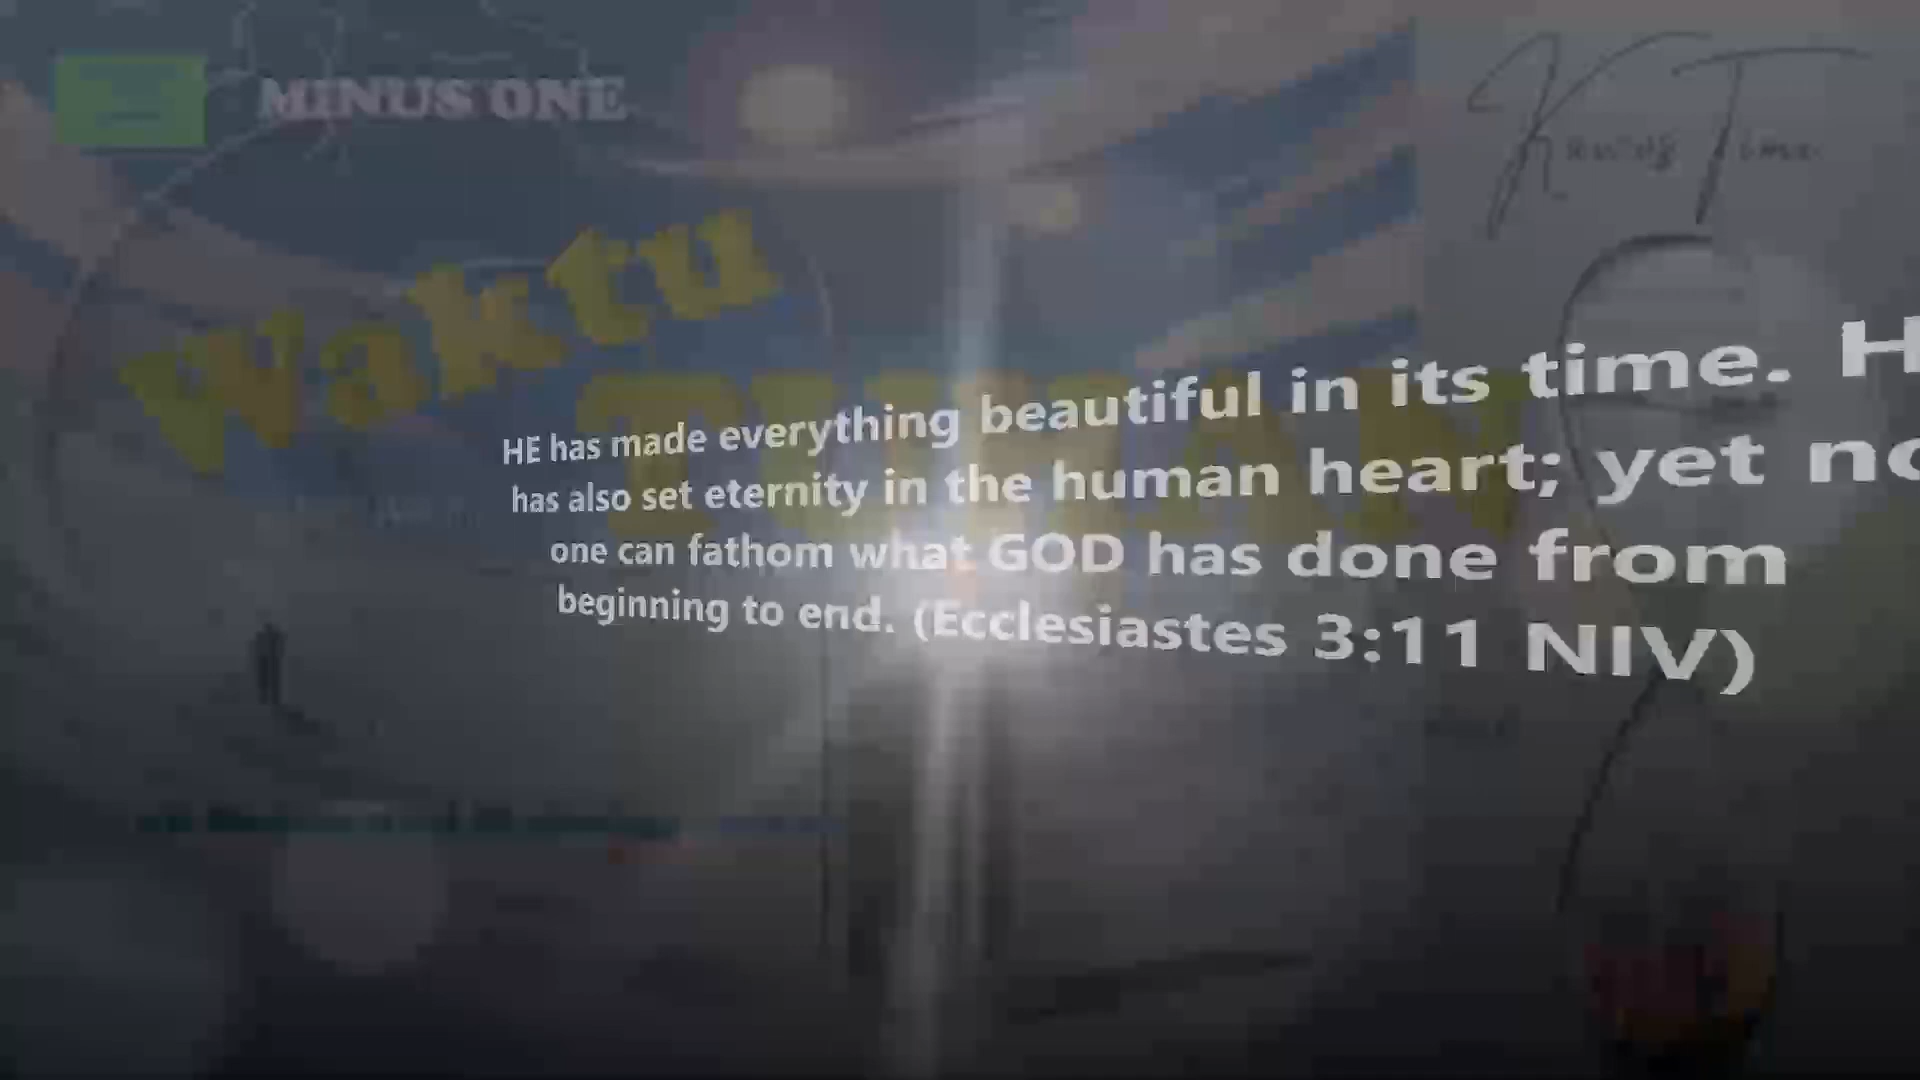 MINUS ONE
Waktu
TUHAN
HE has made everything beautiful in its time. H
has also set eternity in the human heart; yet no
one can fathom what GOD has done from
beginning to end. (Ecclesiastes 3:11 NIV)